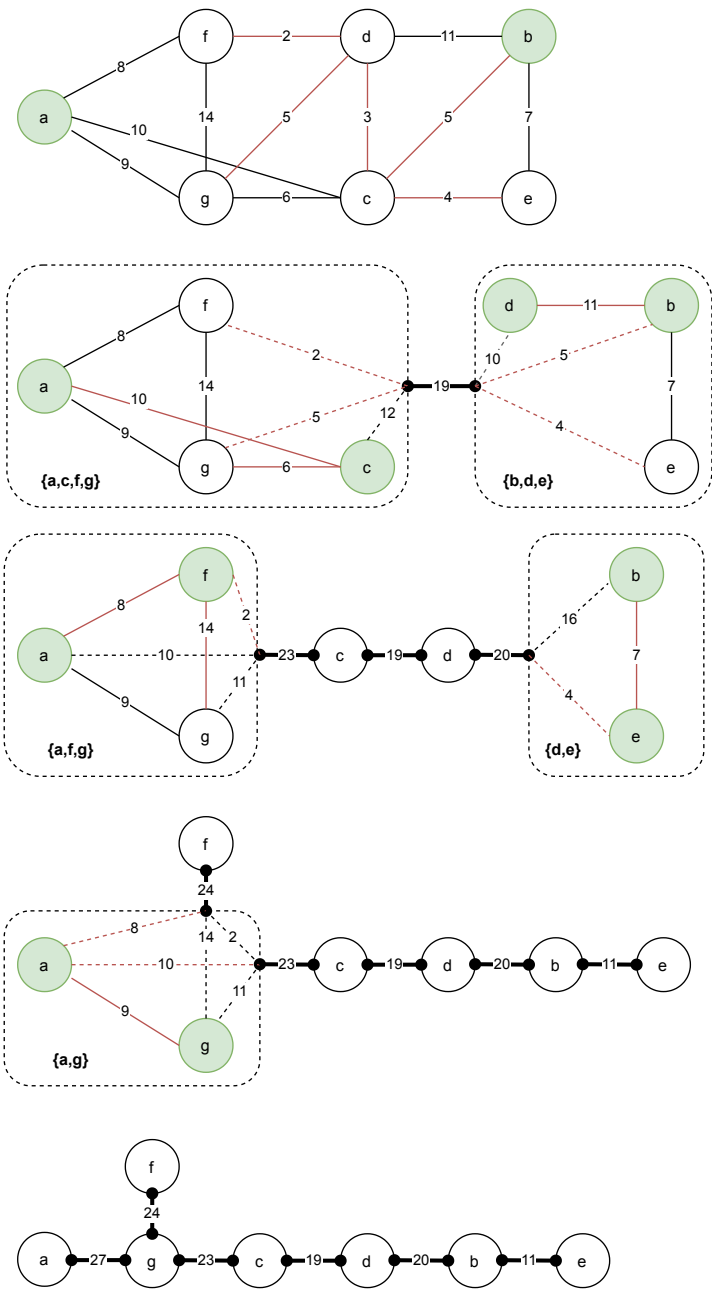 f 2 d 11 b
8
a 14 5 3 5 7
10
9
g 6 c 4 e
f d 11 b
8 2 10 5
a 14 19 7
10 5 12
9 4
g 6 c e
{a,c,f,g} {b,d,e}
f b
8 2
14 16
a 10 23 c 19 d 20 7
11
9 4
g e
{a,f,g} {d,e}
f
24
8 14 2
a 10 23 c 19 d 20 b 11 e
11
9
g
{a,g}
f
24
a 27 g 23 c 19 d 20 b 11 e